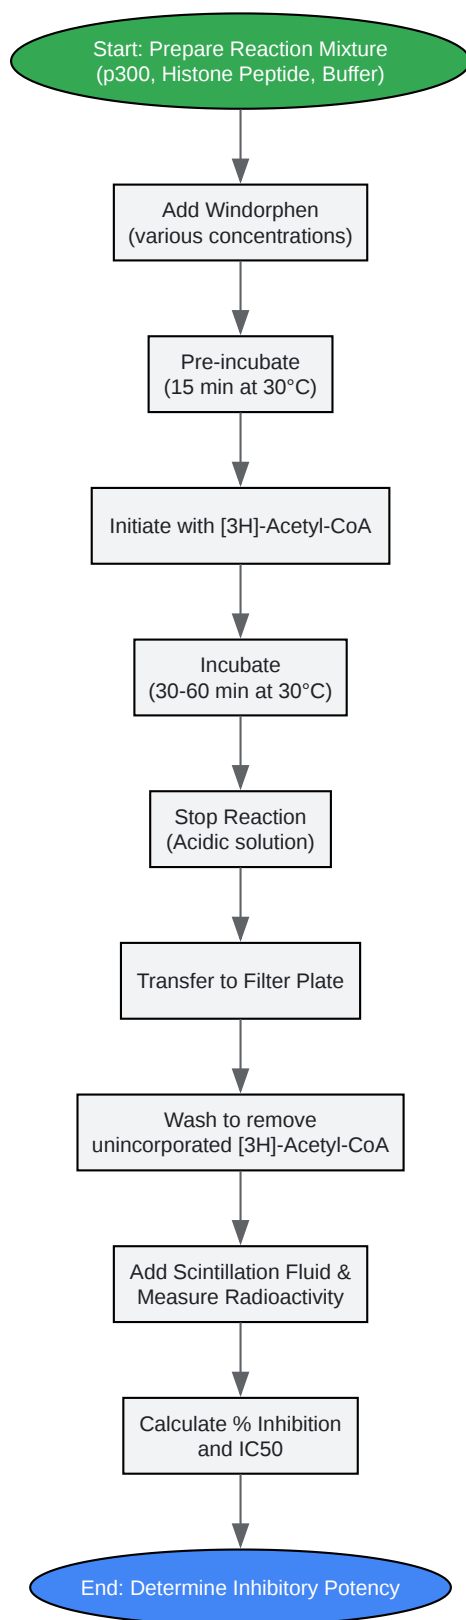 Start: Prepare Reaction Mixture
(p300, Histone Peptide, Buffer)
Add Windorphen
(various concentrations)
Pre-incubate
(15 min at 30°C)
Initiate with [3H]-Acetyl-CoA
Incubate
(30-60 min at 30°C)
Stop Reaction
(Acidic solution)
Transfer to Filter Plate
Wash to remove
unincorporated [3H]-Acetyl-CoA
Add Scintillation Fluid &
Measure Radioactivity
Calculate % Inhibition
and IC50
End: Determine Inhibitory Potency